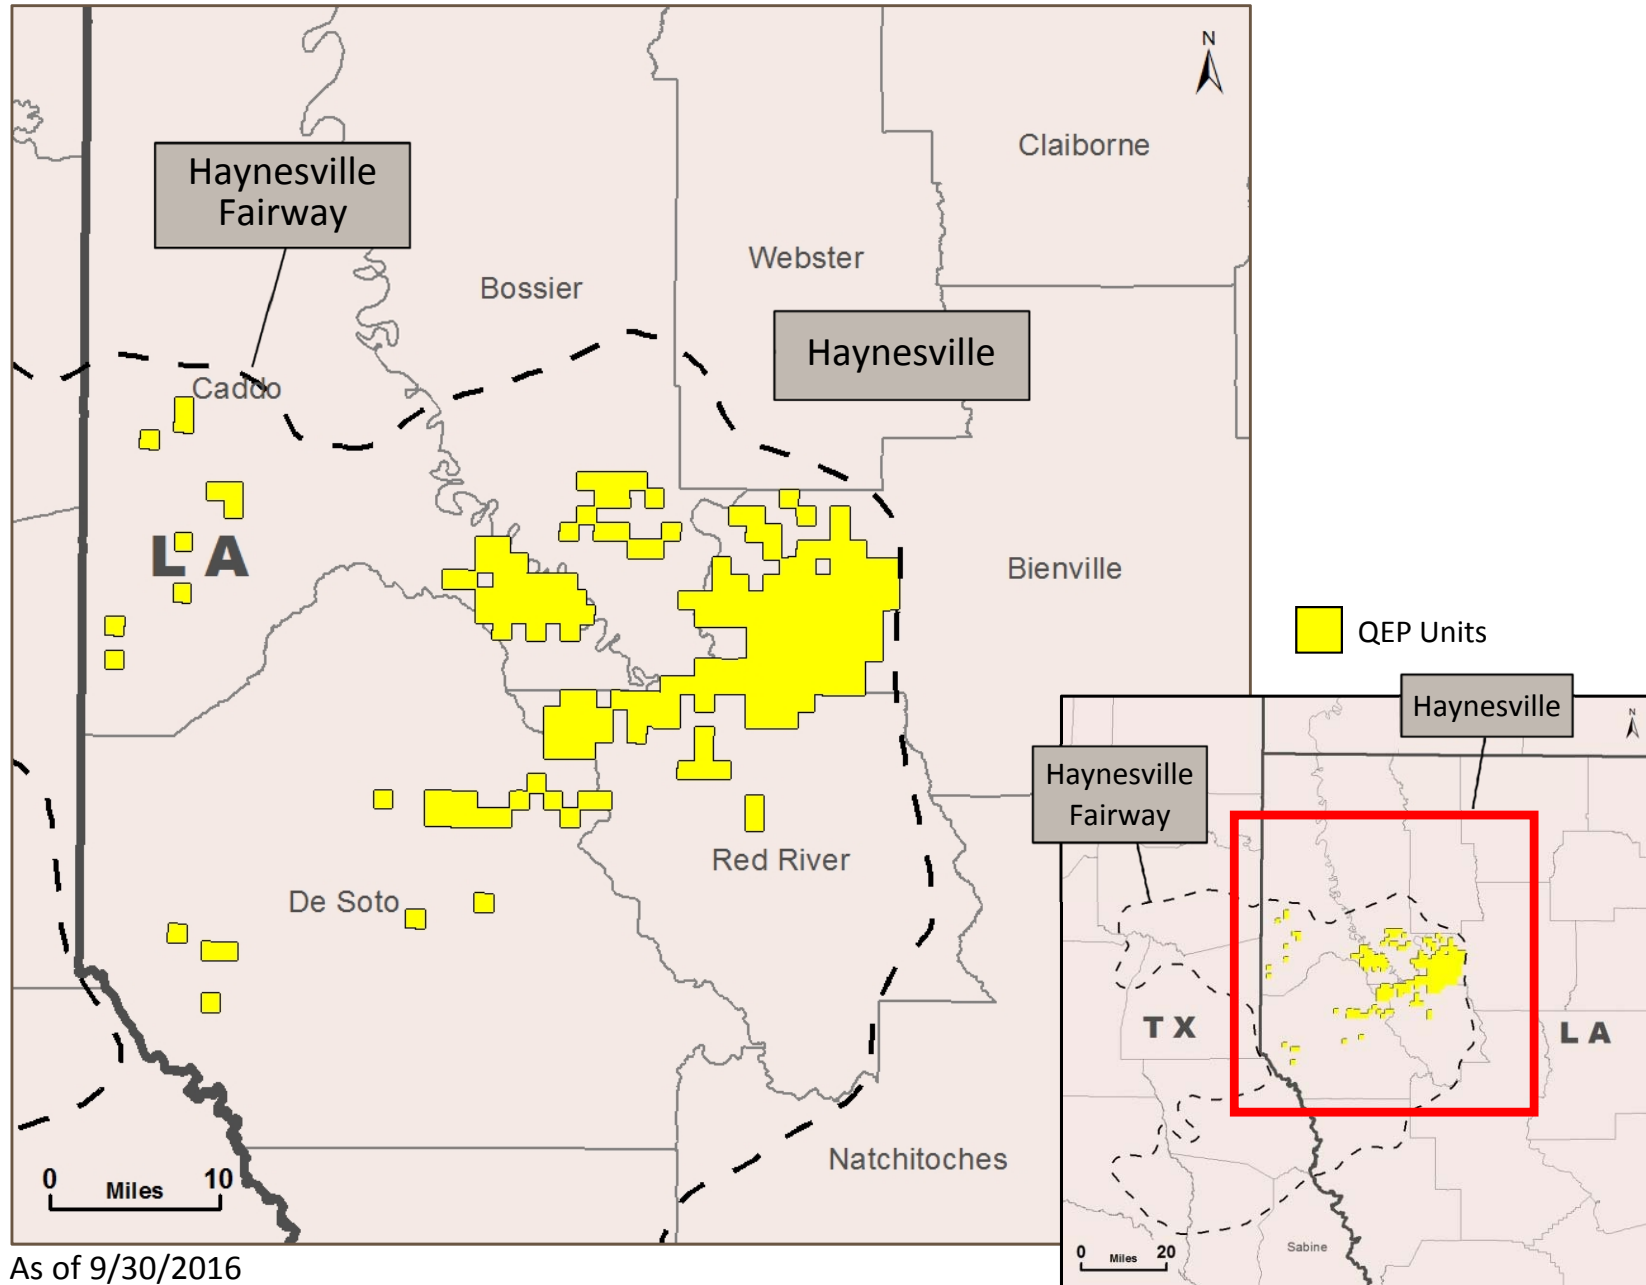 N
Claiborne
Haynesville
Fairway
Webster
Bossier
Haynesville
Caddo
LA
Bienville
QEP Units
Haynesville
N
Haynesville
Fairway
Red River
De Soto
TX
LA
Natchitoches
0 Miles 10
Sabine
0 Miles 20
As of 9/30/2016